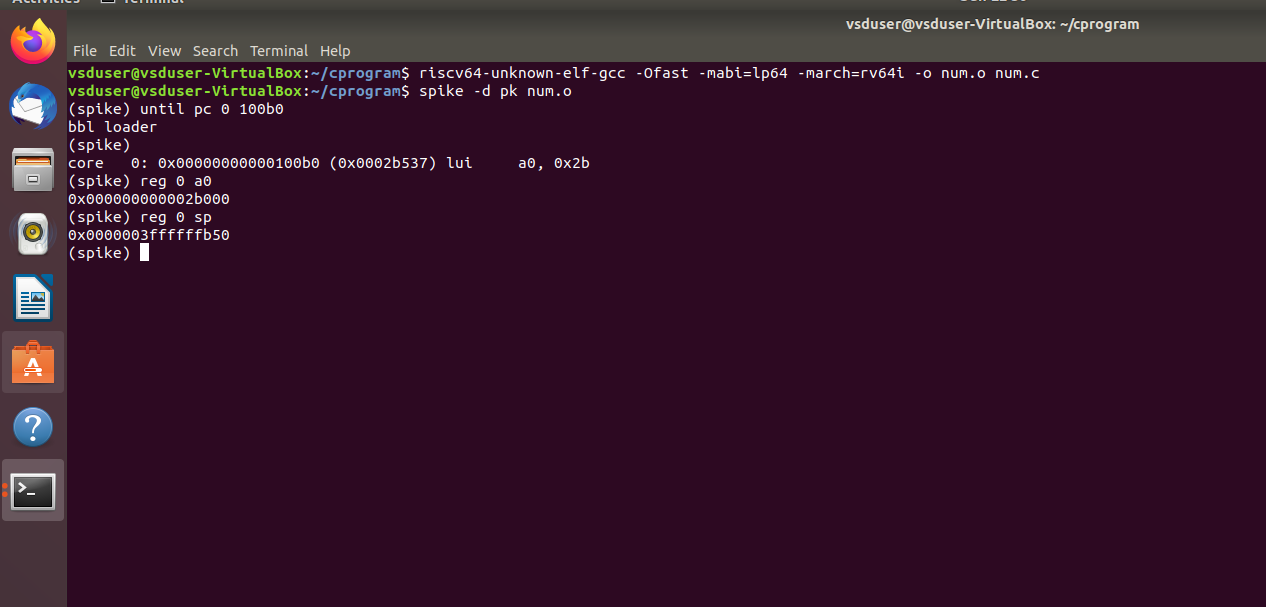 vsduser@vsduser-VirtualBox: ~/cprogram
File Edit View Search Terminal Help
vsduser@vsduser-VirtualBox:~/cprogram$ riscv64-unknown-elf-gcc -Ofast -mabi=lp64 -march=rv64i -o num.o num.c
vsduser@vsduser-VirtualBox:~/cprogram$ spike -d pk num.o
(spike) until pc 0 100b0
bbl loader
(spike)
core   0: 0x00000000000100b0 (0x0002b537) lui     a0, 0x2b
(spike) reg 0 a0
0x000000000002b000
(spike) reg 0 sp
0x0000003ffffffb50
(spike)